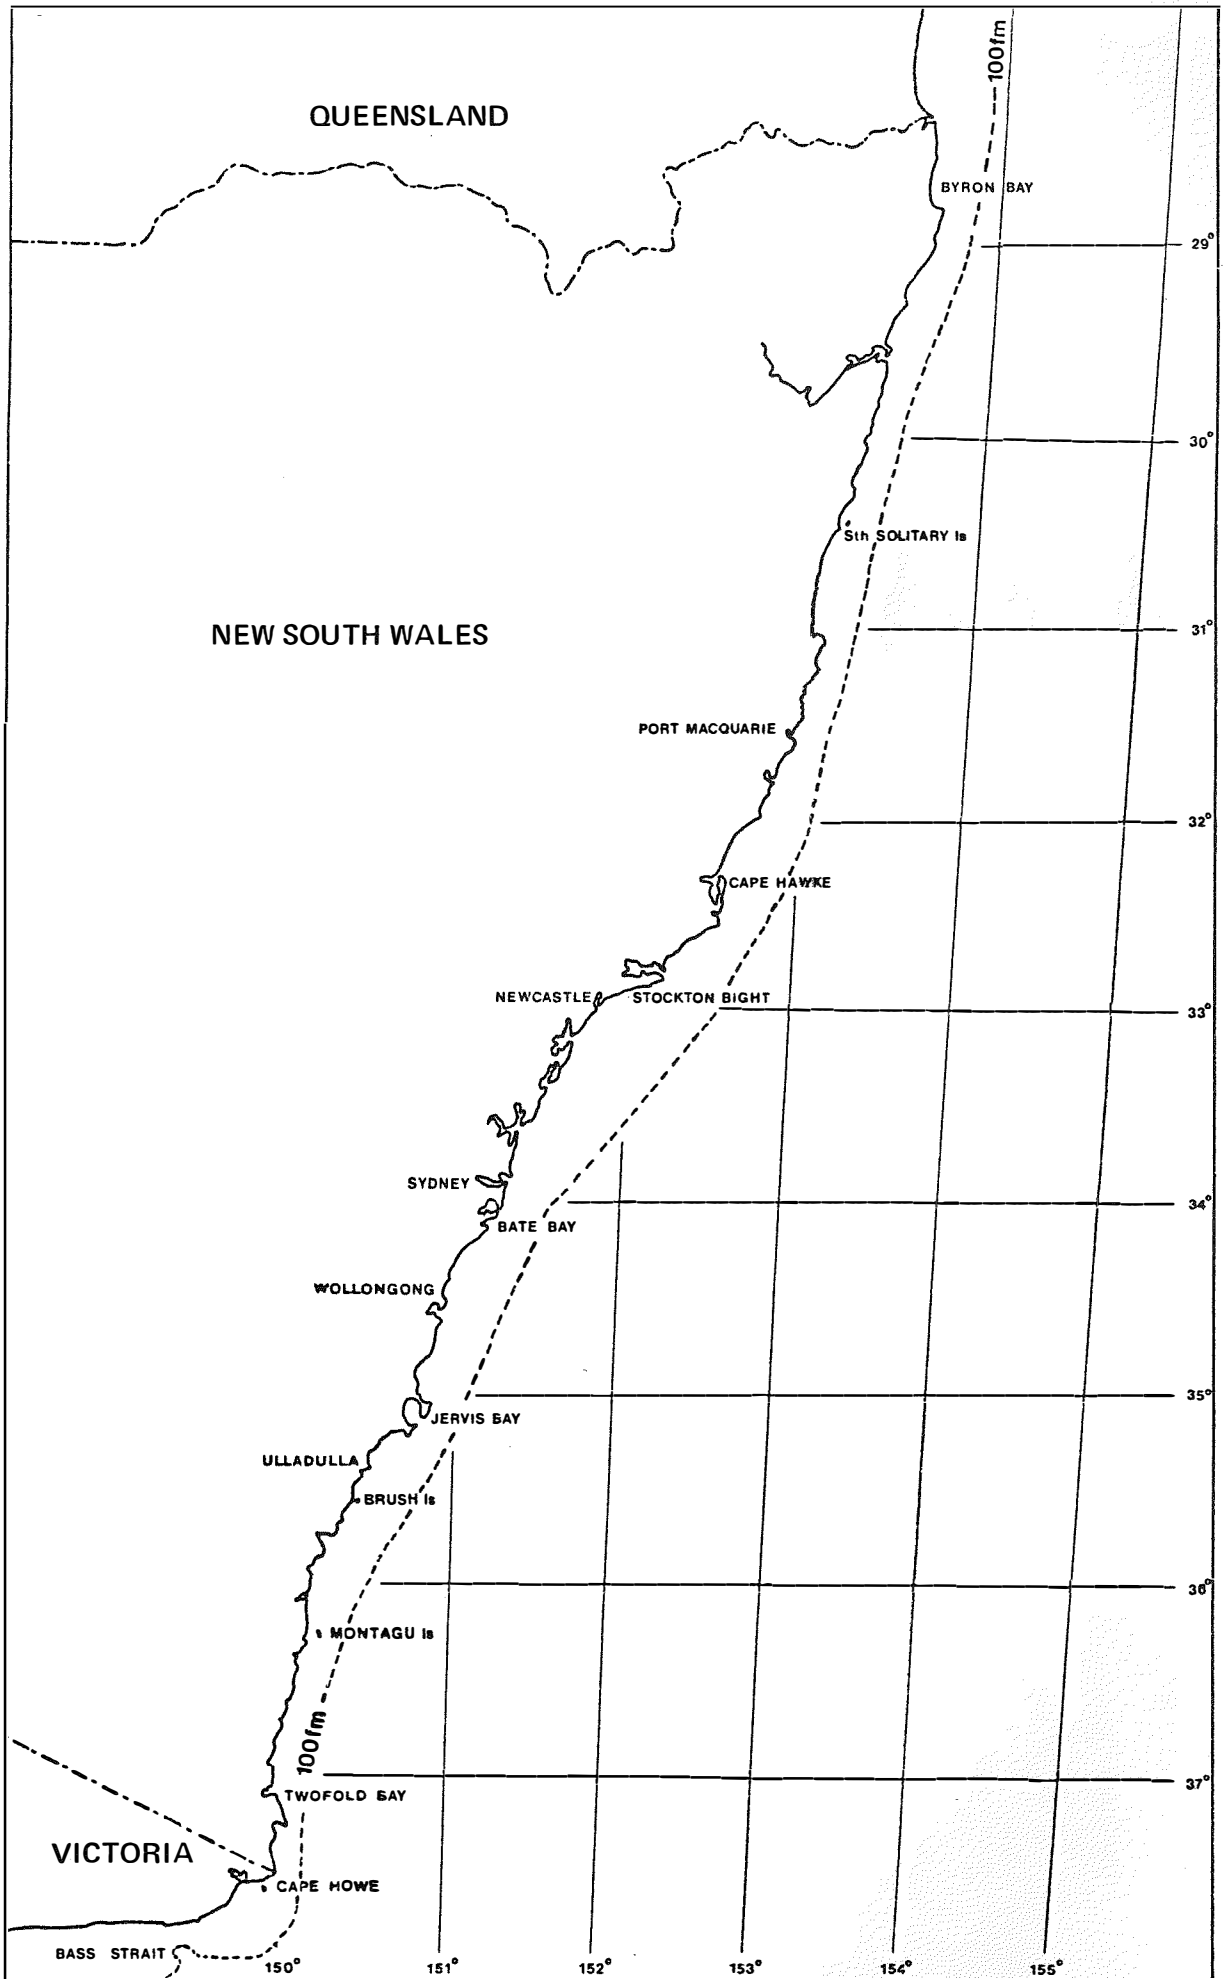 100fm
QUEENSLAND
BYRON BAY
29°
30°
Sth SOLITARY Is
NEW SOUTH WALES
31°
PORT MACQUARIE
32°
CAPE HAWKE
NEWCASTLE
STOCKTON BIGHT
33°
SYDNEY
34°
BATE BAY
WOLLONGONG
35°
JERVIS BAY
ULLADULLA
BRUSH Is
36°
MONTAGU Is
100fm
37°
TWOFOLD BAY
VICTORIA
CAPE HOWE
BASS STRAIT
150°
151°
152°
153°
154°
155°